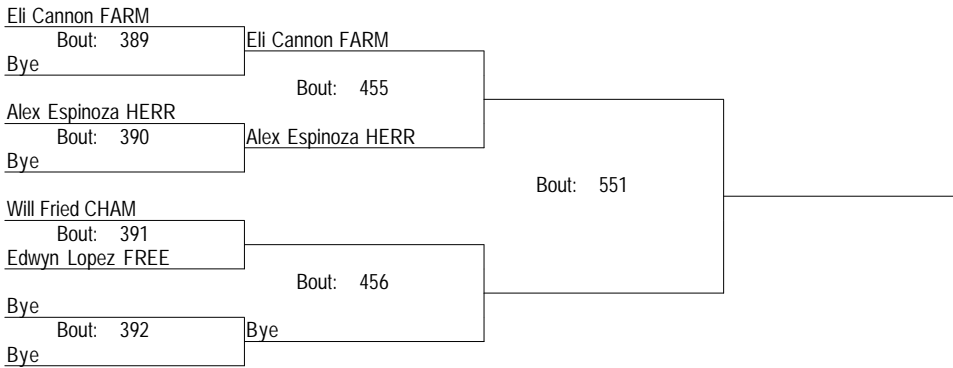 Eli Cannon FARM
Bout: 389
Eli Cannon FARM
Bye
Bout: 455
Alex Espinoza HERR
Bout: 390
Alex Espinoza HERR
Bye
Bout: 551
Will Fried CHAM
Bout: 391
Edwyn Lopez FREE
Bout: 456
Bye
Bout: 392
Bye
Bye